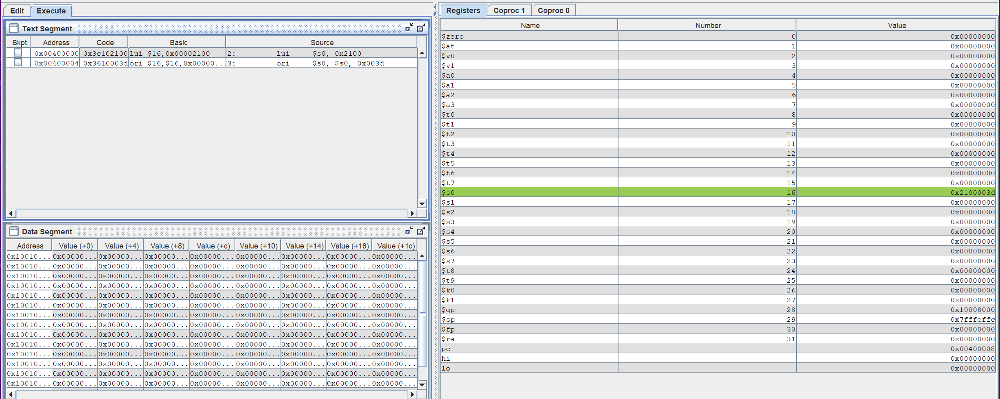 Edit Execute
Text Segment
Bkpt Address Code Basic Source
0x00400000 0x3c102100 lui $16,0x00002100 2: lui $s0, 0x2100
0x00400004 0x3610003d ori $16,$16,0x00000... 3: ori $s0, $s0, 0x003d
Data Segment
Address Value (+0) Value (+4) Value (+8) Value (+c) Value (+10) Value (+14) Value (+18) Value (+1c)
0x10010... 0x00000... 0x00000... 0x00000... 0x00000... 0x00000... 0x00000... 0x00000... 0x00000...
0x10010... 0x00000... 0x00000... 0x00000... 0x00000... 0x00000... 0x00000... 0x00000... 0x00000...
0x10010... 0x00000... 0x00000... 0x00000... 0x00000... 0x00000... 0x00000... 0x00000... 0x00000...
0x10010... 0x00000... 0x00000... 0x00000... 0x00000... 0x00000... 0x00000... 0x00000... 0x00000...
0x10010... 0x00000... 0x00000... 0x00000... 0x00000... 0x00000... 0x00000... 0x00000... 0x00000...
0x10010... 0x00000... 0x00000... 0x00000... 0x00000... 0x00000... 0x00000... 0x00000... 0x00000...
0x10010... 0x00000... 0x00000... 0x00000... 0x00000... 0x00000... 0x00000... 0x00000... 0x00000...
0x10010... 0x00000... 0x00000... 0x00000... 0x00000... 0x00000... 0x00000... 0x00000... 0x00000...
0x10010... 0x00000... 0x00000... 0x00000... 0x00000... 0x00000... 0x00000... 0x00000... 0x00000...
0x10010... 0x00000... 0x00000... 0x00000... 0x00000... 0x00000... 0x00000... 0x00000... 0x00000...
0x10010... 0x00000... 0x00000... 0x00000... 0x00000... 0x00000... 0x00000... 0x00000... 0x00000...
0x10010... 0x00000... 0x00000... 0x00000... 0x00000... 0x00000... 0x00000... 0x00000... 0x00000...
0x10010... 0x00000... 0x00000... 0x00000... 0x00000... 0x00000... 0x00000... 0x00000... 0x00000...
0x10010... 0x00000... 0x00000... 0x00000... 0x00000... 0x00000... 0x00000... 0x00000... 0x00000...
Registers Coproc 1 Coproc 0
Name Number Value
$zero 0 0x00000000
$at 1 0x00000000
$v0 2 0x00000000
$v1 3 0x00000000
$a0 4 0x00000000
$a1 5 0x00000000
$a2 6 0x00000000
$a3 7 0x00000000
$t0 8 0x00000000
$t1 9 0x00000000
$t2 10 0x00000000
$t3 11 0x00000000
$t4 12 0x00000000
$t5 13 0x00000000
$t6 14 0x00000000
$t7 15 0x00000000
$s0 16 0x2100003d
$s1 17 0x00000000
$s2 18 0x00000000
$s3 19 0x00000000
$s4 20 0x00000000
$s5 21 0x00000000
$s6 22 0x00000000
$s7 23 0x00000000
$t8 24 0x00000000
$t9 25 0x00000000
$k0 26 0x00000000
$k1 27 0x00000000
$gp 28 0x10008000
$sp 29 0x7fffeffc
$fp 30 0x00000000
$ra 31 0x00000000
pc 0x00400008
hi 0x00000000
lo 0x00000000